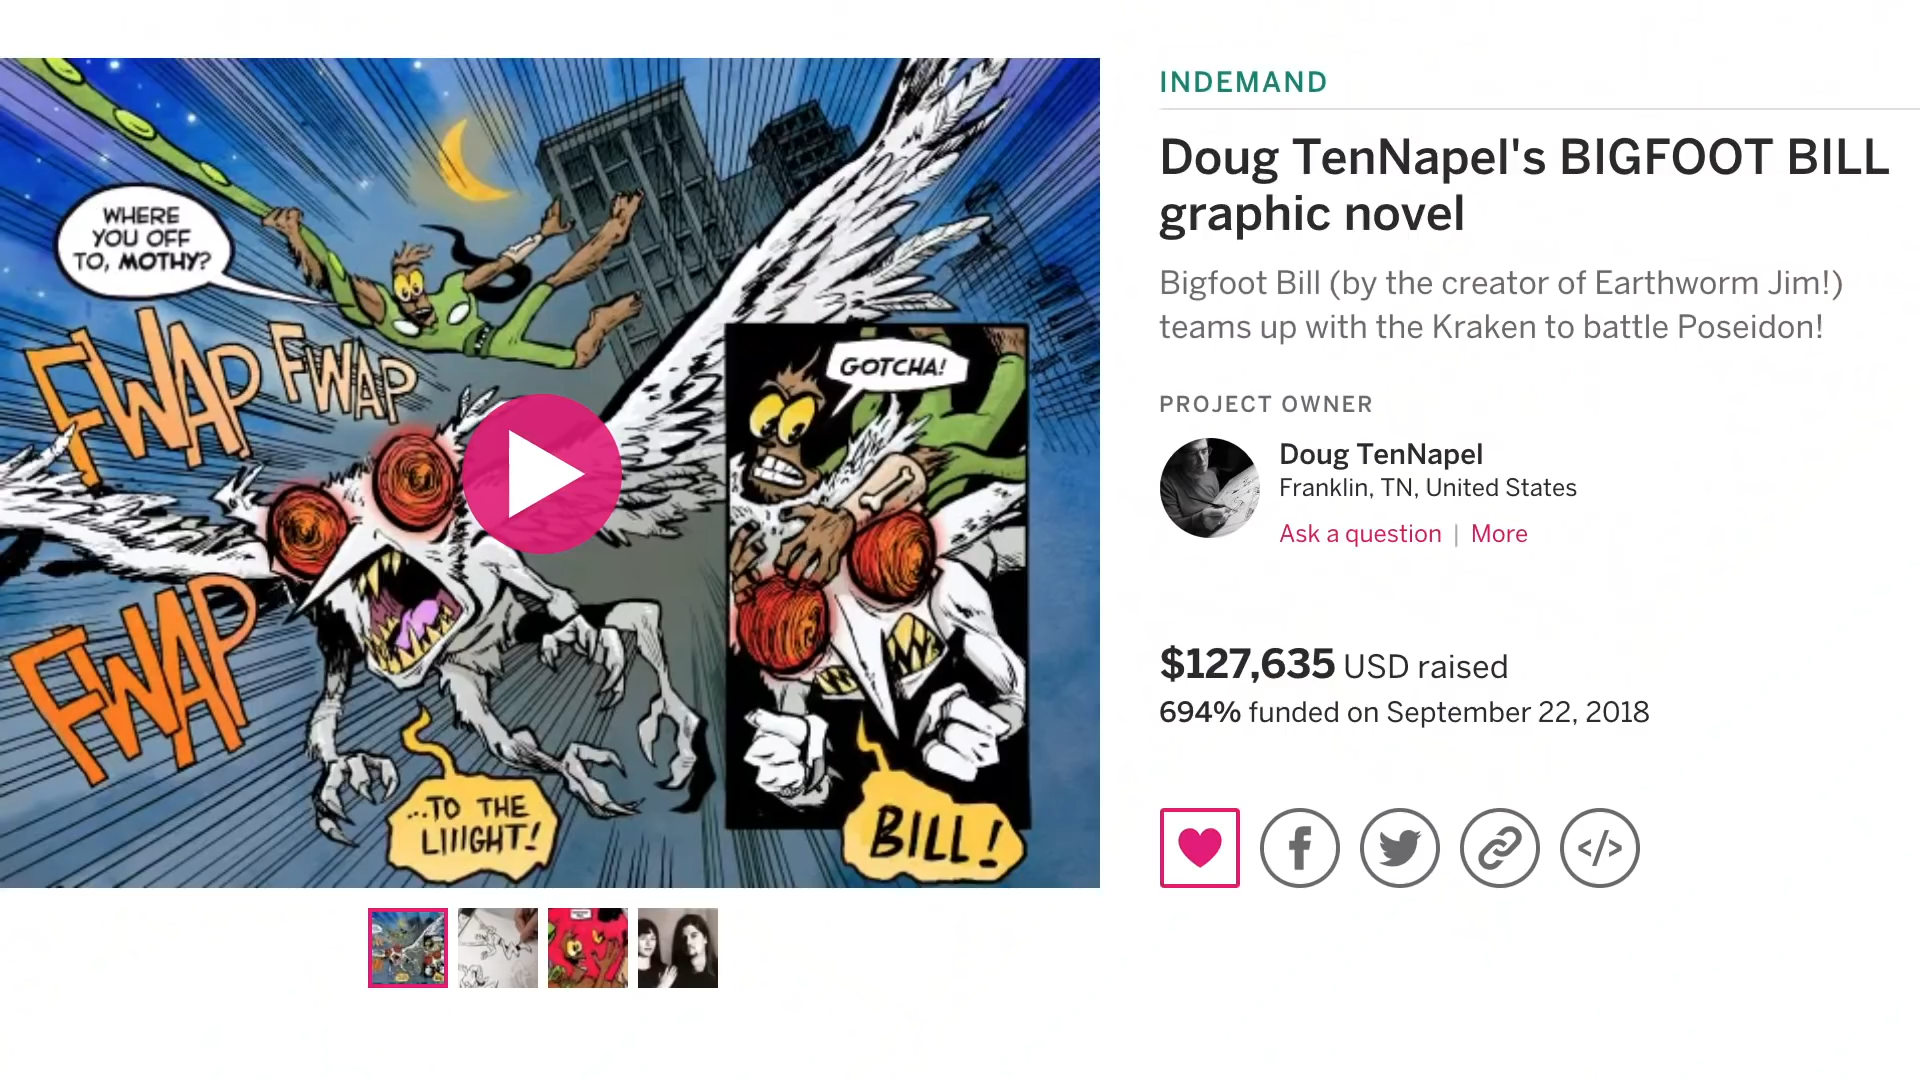 WHERE
YOU OFF
TO, MOTHY?
FWAP
FWAP
FWAP
...TO THE
LIIIGHT!
GOTCHA!
BILL!
INDEMAND
Doug TenNapel's BIGFOOT BILL
graphic novel
Bigfoot Bill (by the creator of Earthworm Jim!)
teams up with the Kraken to battle Poseidon!
PROJECT OWNER
Doug TenNapel
Franklin, TN, United States
Ask a question | More
$127,635 USD raised
694% funded on September 22, 2018